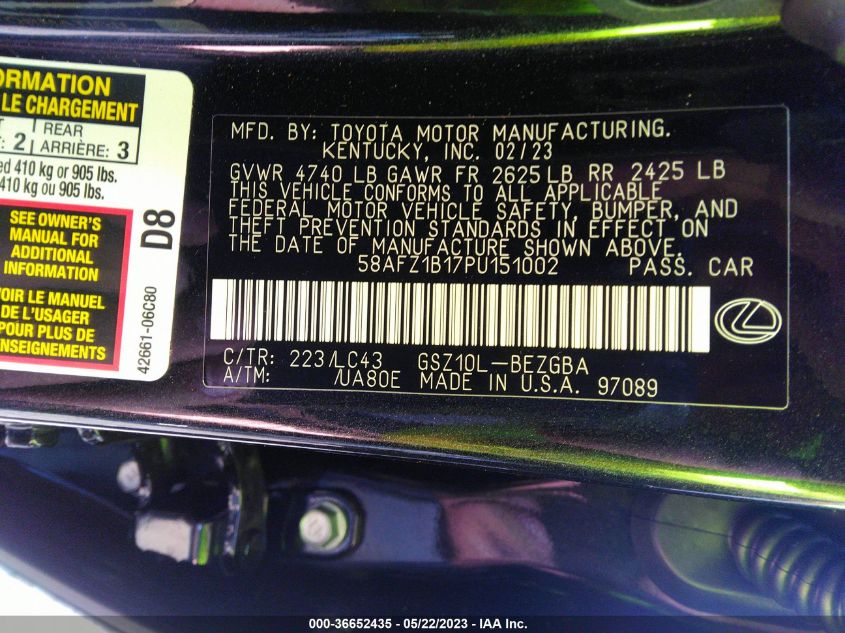 ORMATION
LE CHARGEMENT
2
REAR
ARRIÈRE: 3
ed 410 kg or 905 lbs.
410 kg ou 905 lbs.
SEE OWNER'S
MANUAL FOR
ADDITIONAL
INFORMATION
OIR LE MANUEL
DE L'USAGER
POUR PLUS DE
ENSEIGNEMENTS
D8
42661-06C80
MFD. BY: TOYOTA MOTOR MANUFACTURING.
KENTUCKY, INC. 02/23
GVWR 4740 LB GAWR FR 2625 LB RR 2425 LB
THIS VEHICLE CONFORMS TO ALL APPLICABLE
FEDERAL MOTOR VEHICLE SAFETY, BUMPER, AND
THEFT PREVENTION STANDARDS IN EFFECT ON
THE DATE OF MANUFACTURE SHOWN ABOVE.
58AFZ1B17PU151002 PASS. CAR
C/TR: 223/LC43 GSZ10L-BEZGBA
A/TM: /UA80E MADE IN U.S.A. 97089
000-36652435 - 05/22/2023 - IAA Inc.